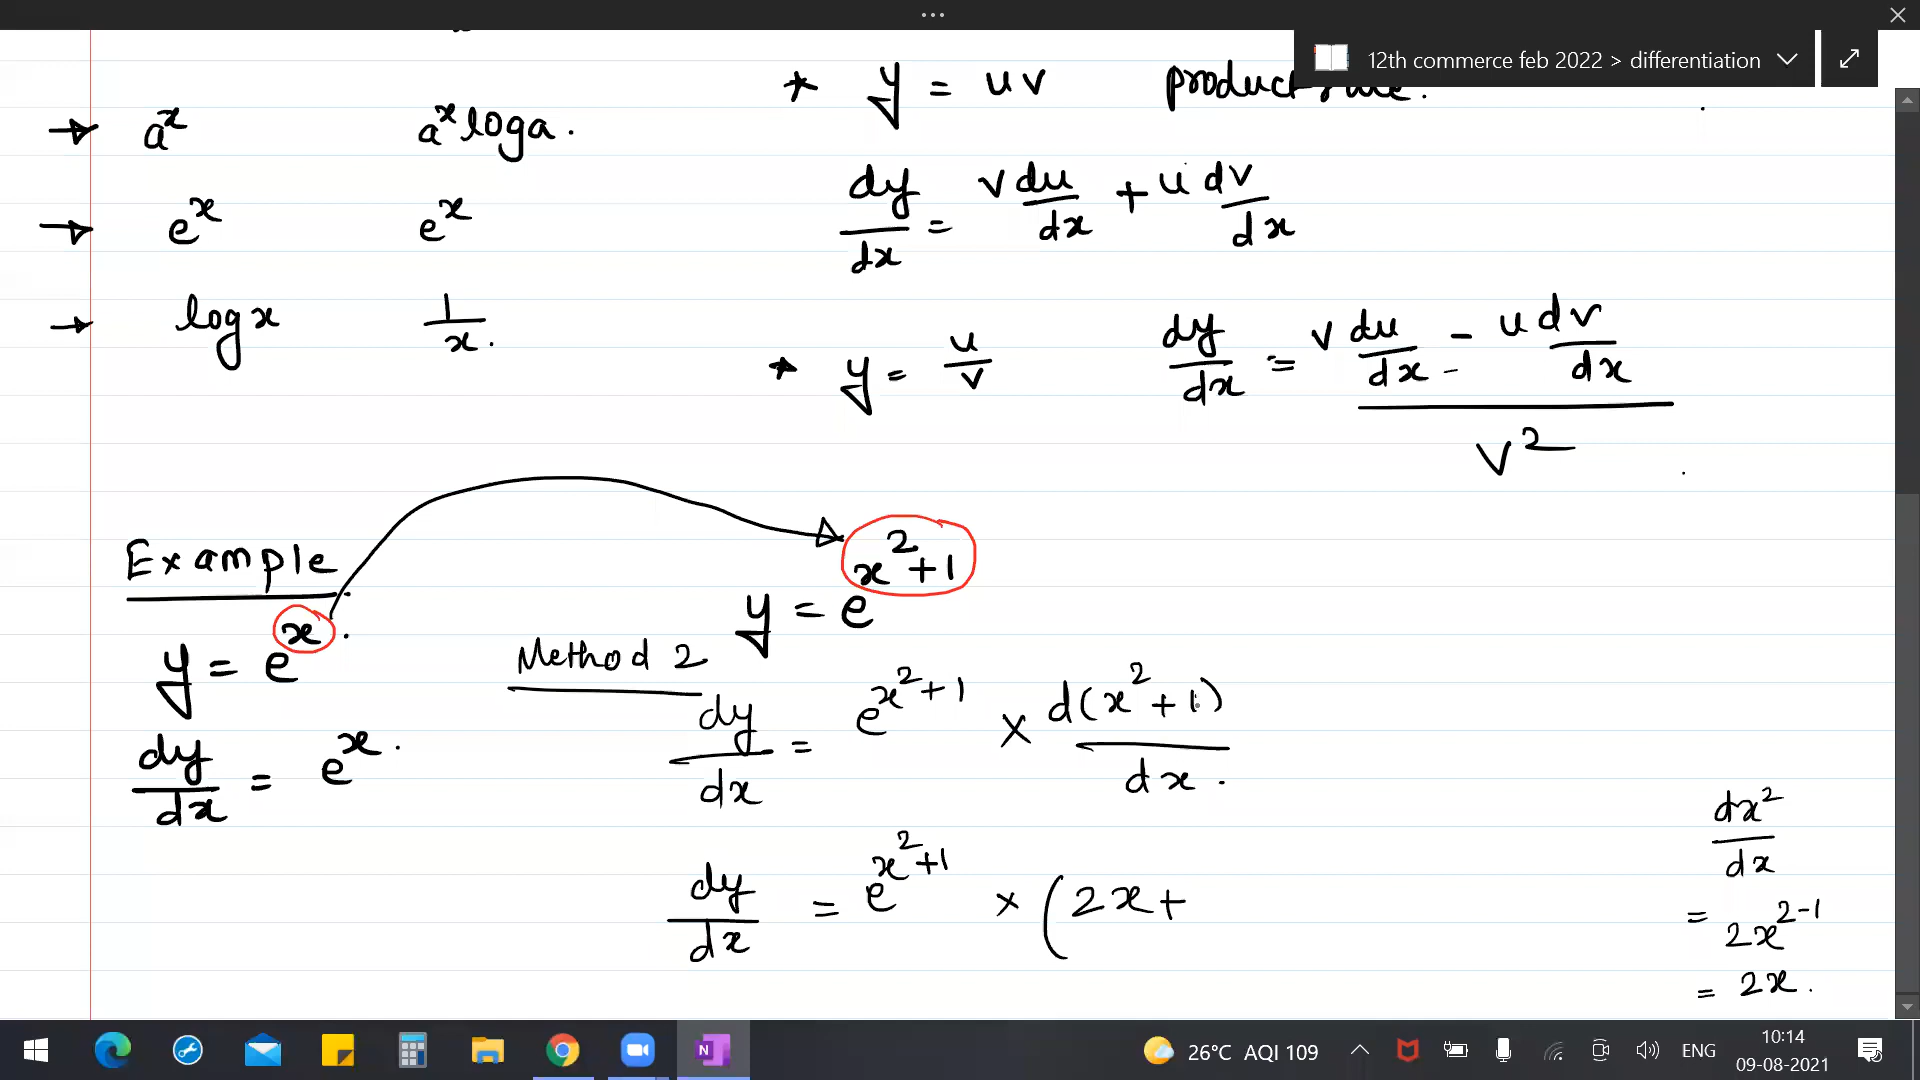 12th commerce feb 2022 > differentiation
* y = uv product rule.
→ a^x a^x log a.
dy/dx = v du/dx + u dv/dx
→ e^x e^x
→ log x 1/x.
* y = u/v dy/dx = (v du/dx - u dv/dx) / v^2
Example
y = e^x.
dy/dx = e^x.
y = e^(x^2+1)
Method 2
dy/dx = e^(x^2+1) × d(x^2+1)/dx.
dy/dx = e^(x^2+1) × (2x+
dx^2/dx
= 2x^(2-1)
= 2x.
26°C AQI 109
ENG
10:14
09-08-2021